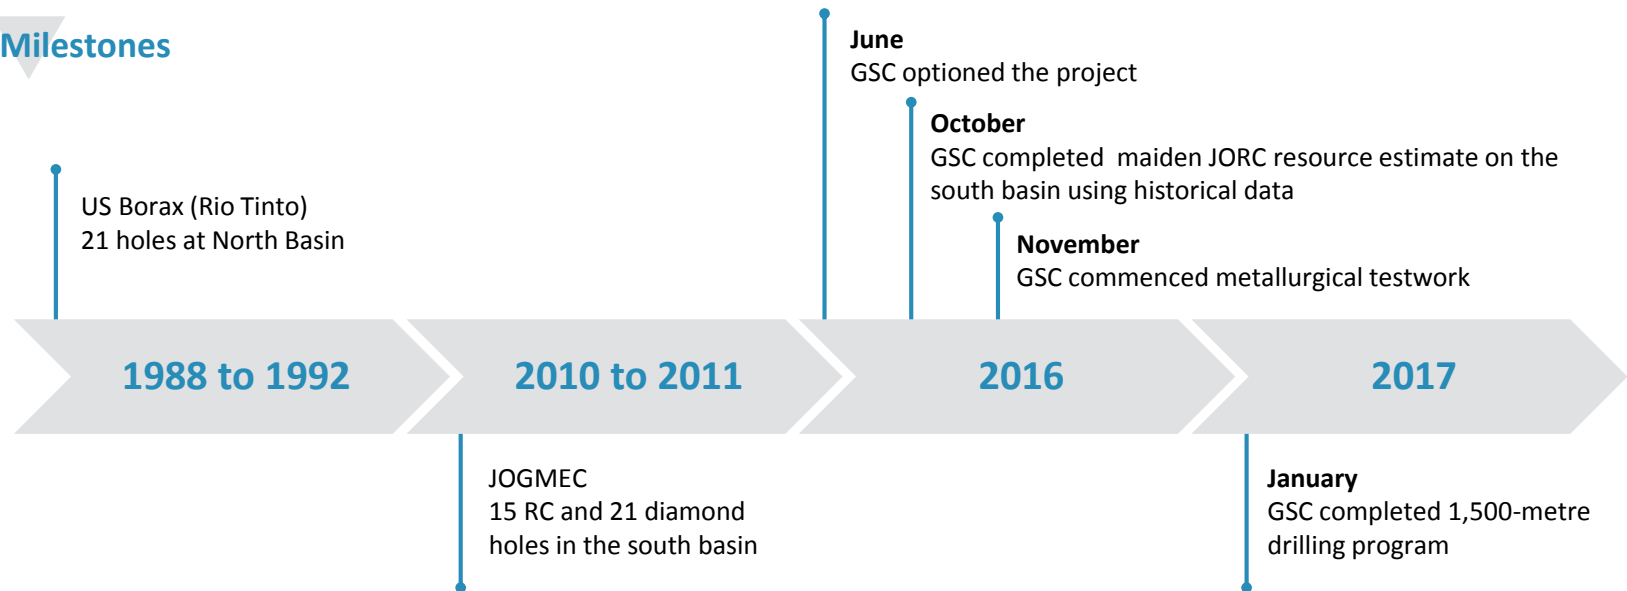 Milestones
June
GSC optioned the project
October
GSC completed  maiden JORC resource estimate on the
south basin using historical data
US Borax (Rio Tinto)
21 holes at North Basin
November
GSC commenced metallurgical testwork
1988 to 1992
2010 to 2011
2016
2017
JOGMEC
15 RC and 21 diamond
holes in the south basin
January
GSC completed 1,500-metre
drilling program